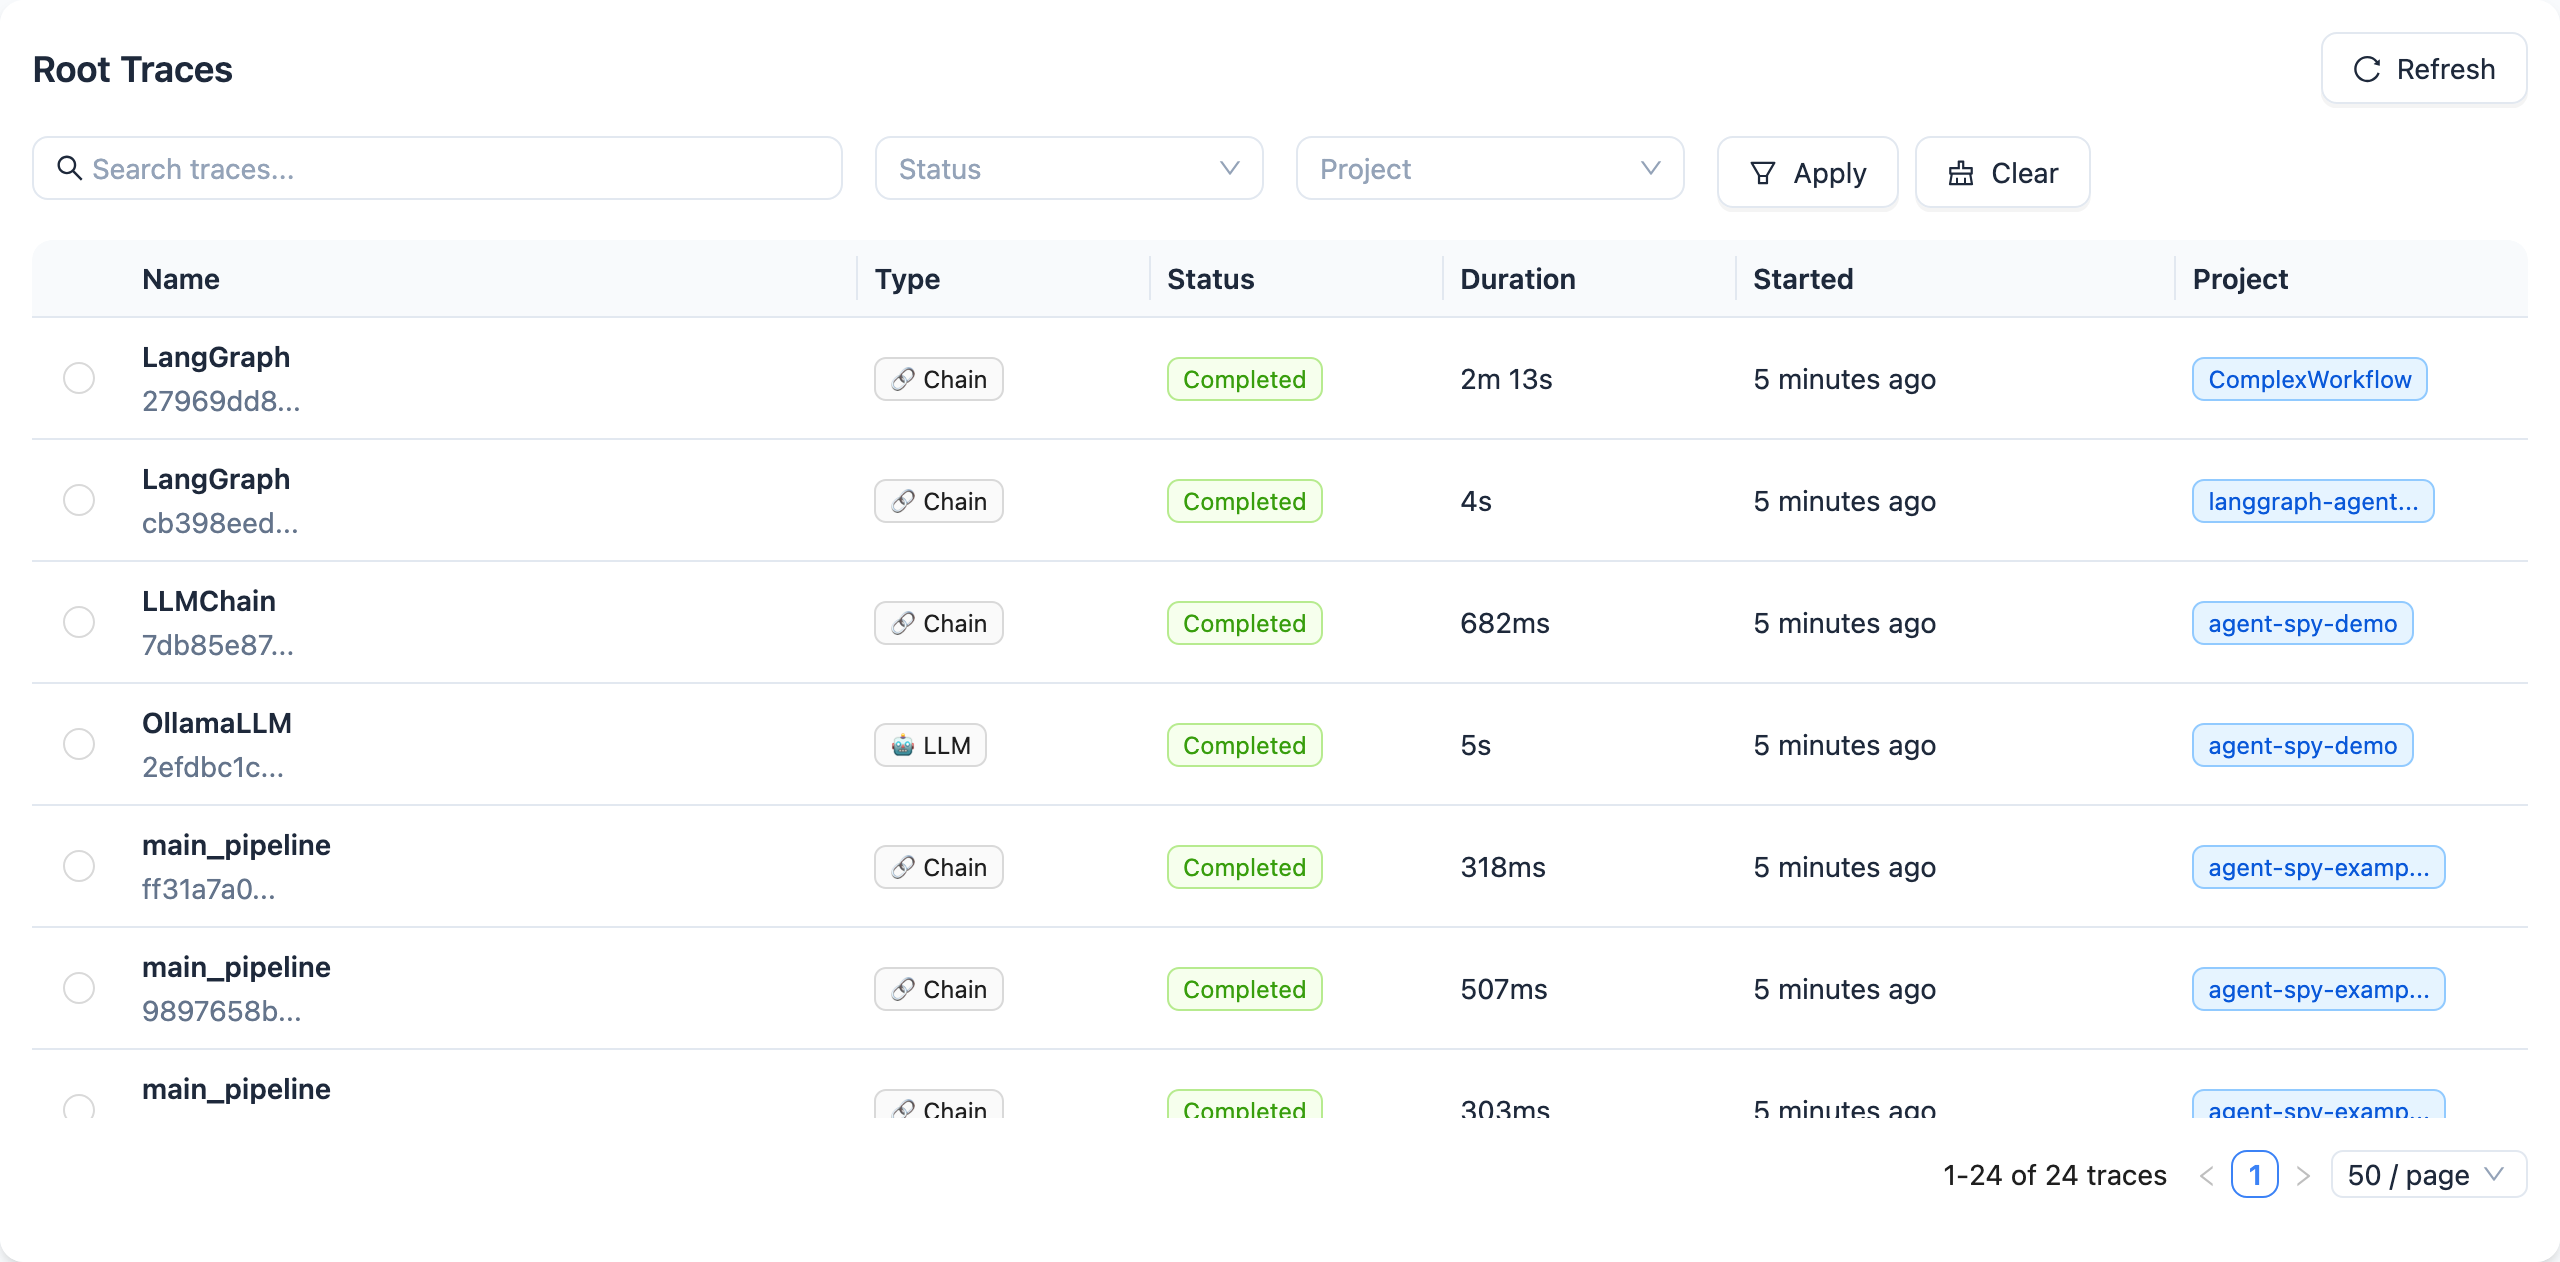 Root Traces
Refresh
Search traces...
Status
Project
Apply
Clear
Name Type Status Duration Started Project
LangGraph
27969dd8...
Chain Completed 2m 13s 5 minutes ago ComplexWorkflow
LangGraph
cb398eed...
Chain Completed 4s 5 minutes ago langgraph-agent...
LLMChain
7db85e87...
Chain Completed 682ms 5 minutes ago agent-spy-demo
OllamaLLM
2efdbc1c...
LLM Completed 5s 5 minutes ago agent-spy-demo
main_pipeline
ff31a7a0...
Chain Completed 318ms 5 minutes ago agent-spy-examp...
main_pipeline
9897658b...
Chain Completed 507ms 5 minutes ago agent-spy-examp...
main_pipeline
Chain Completed 303ms 5 minutes ago agent-spy-examp...
1-24 of 24 traces < 1 > 50 / page